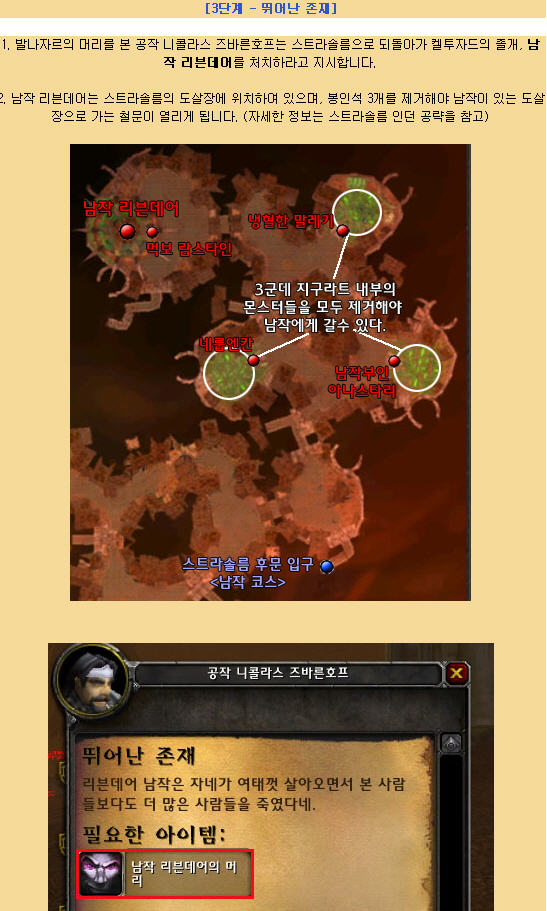 [3단계 - 뛰어난 존재]
1. 발나자르의 머리를 본 공작 니콜라스 즈바른호프는 스트라솔름으로 되돌아가 켈투자드의 졸개, 남
작 리븐데어를 처치하라고 지시합니다.
2. 남작 리븐데어는 스트라솔름의 도살장에 위치하여 있으며, 봉인석 3개를 제거해야 남작이 있는 도살
장으로 가는 철문이 열리게 됩니다. (자세한 정보는 스트라솔름 인던 공략을 참고)
남작 리븐데어
먹보 람스타인
냉혈한 말레키
3군데 지구라트 내부의
몬스터들을 모두 제거해야
남작에게 갈수 있다.
네룹엔칸
남작부인
아나스타리
스트라솔름 후문 입구
<남작 코스>
공작 니콜라스 즈바른호프
뛰어난 존재
리븐데어 남작은 자네가 여태껏 살아오면서 본 사람
들보다도 더 많은 사람들을 죽였다네.
필요한 아이템:
남작 리븐데어의 머
리